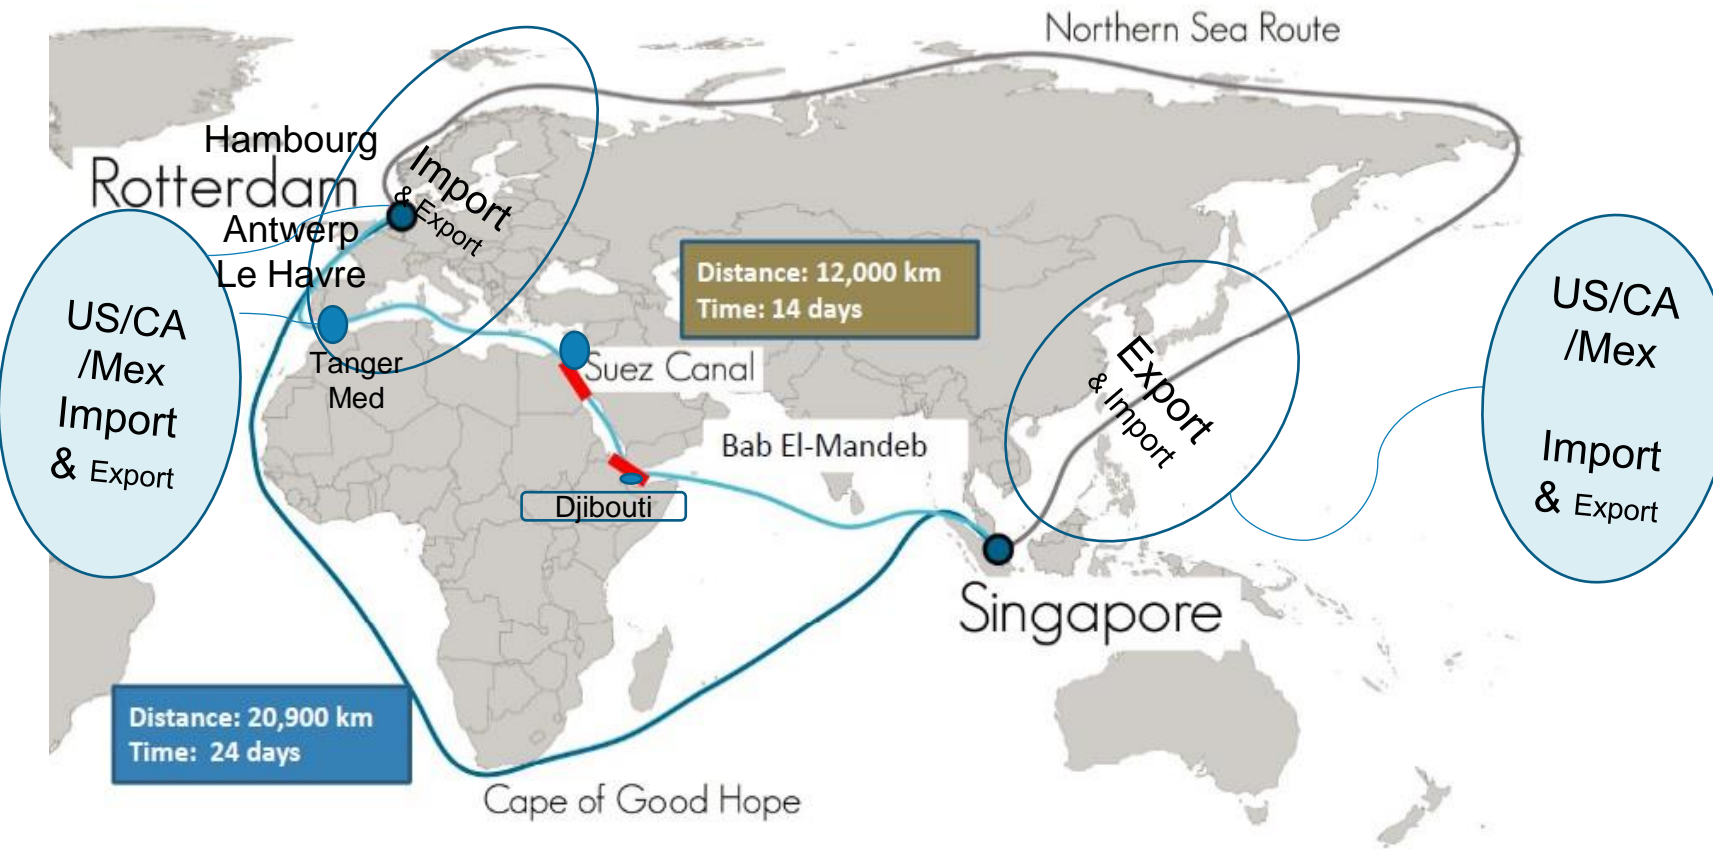 Northern Sea Route
Hambourg
Rotterdam
Antwerp
Le Havre
Import
& Export
US/CA
/Mex
Import
& Export
Tanger
Med
Distance: 12,000 km
Time: 14 days
Suez Canal
Bab El-Mandeb
Djibouti
Export
& Import
US/CA
/Mex
Import
& Export
Singapore
Distance: 20,900 km
Time: 24 days
Cape of Good Hope